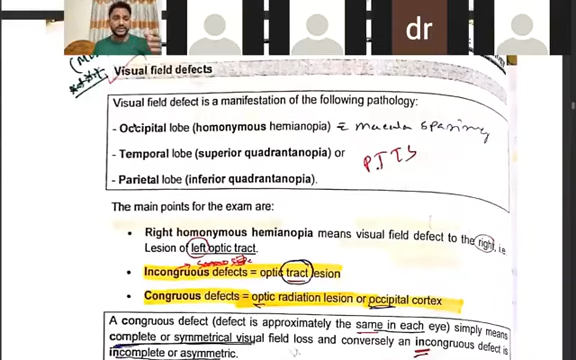 dr
Visual field defects
Visual field defect is a manifestation of the following pathology:
- Occipital lobe (homonymous hemianopia) = macular sparing
- Temporal lobe (superior quadrantanopia) or
PITS
- Parietal lobe (inferior quadrantanopia).
The main points for the exam are:
• Right homonymous hemianopia means visual field defect to the right, i.e.
Lesion of left optic tract.
• Incongruous defects = optic tract lesion
• Congruous defects = optic radiation lesion or occipital cortex
A congruous defect (defect is approximately the same in each eye) simply means
complete or symmetrical visual field loss and conversely an incongruous defect is
incomplete or asymmetric.